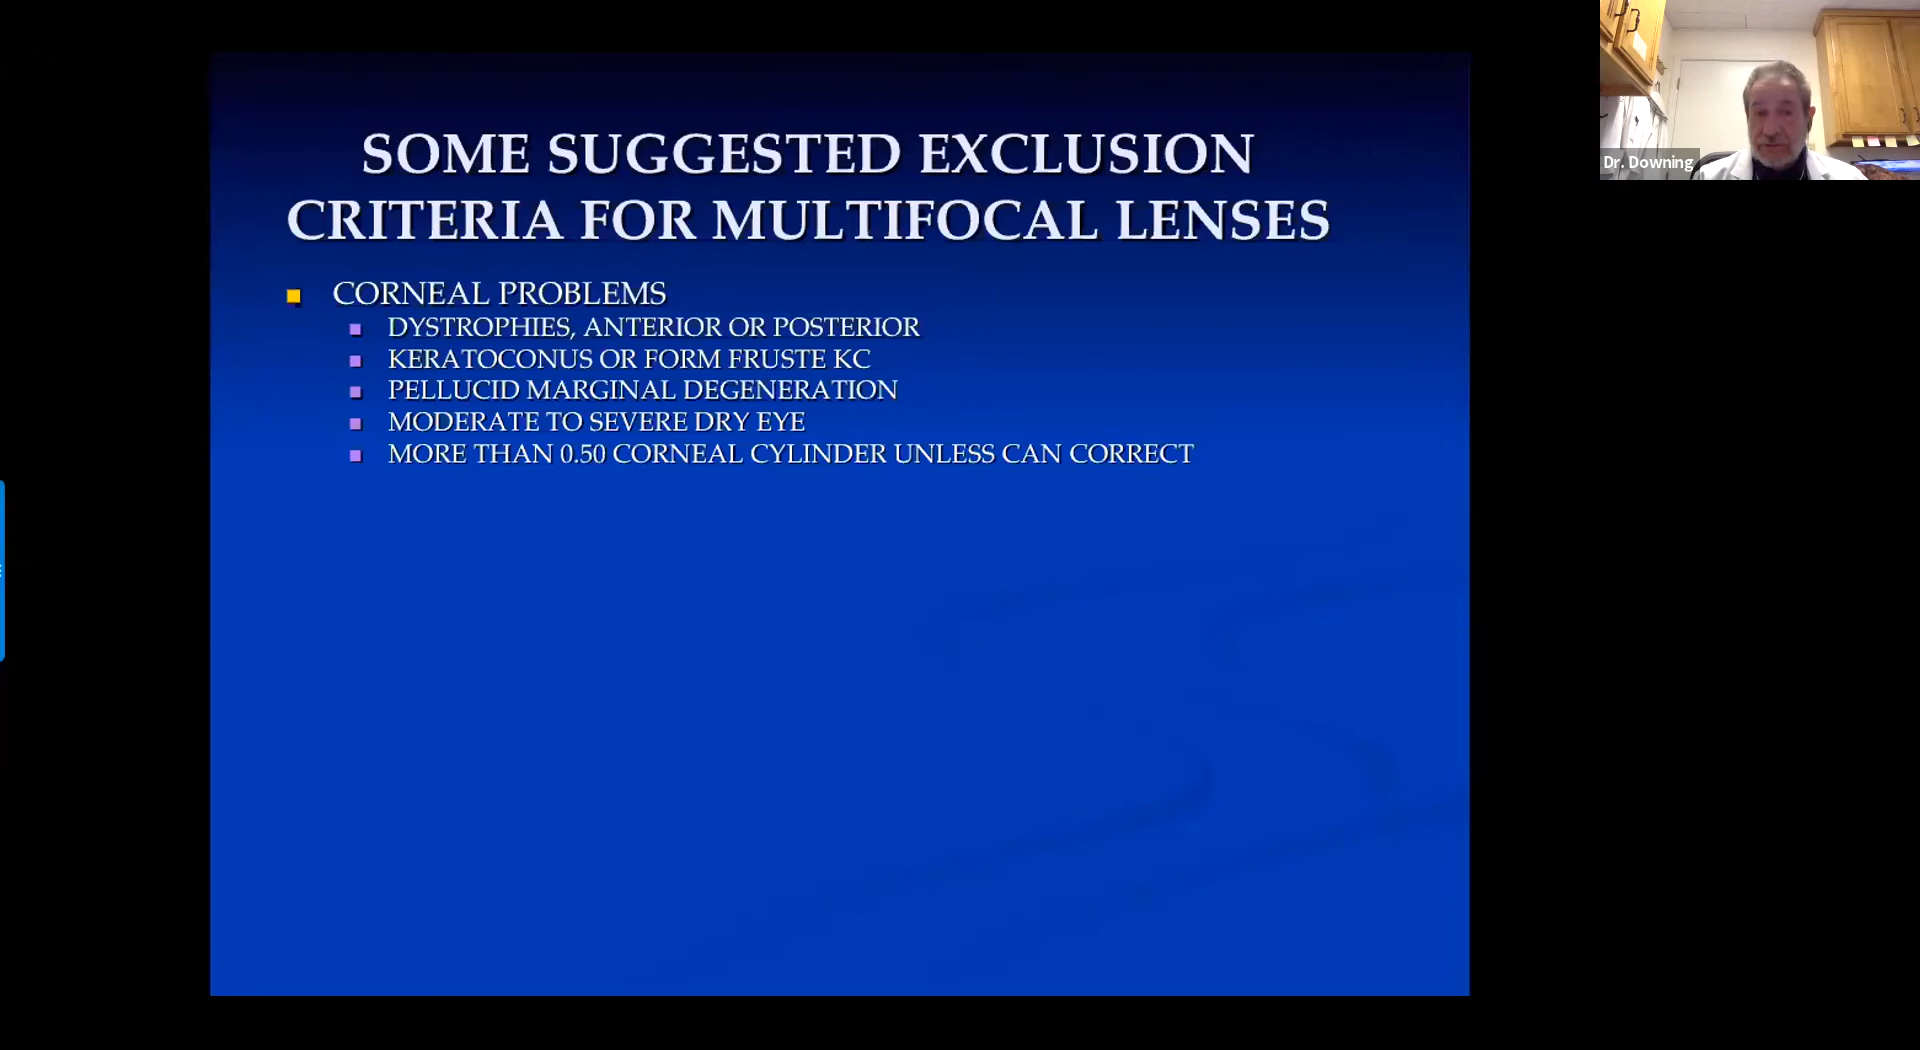 SOME SUGGESTED EXCLUSION
CRITERIA FOR MULTIFOCAL LENSES
CORNEAL PROBLEMS
DYSTROPHIES, ANTERIOR OR POSTERIOR
KERATOCONUS OR FORM FRUSTE KC
PELLUCID MARGINAL DEGENERATION
MODERATE TO SEVERE DRY EYE
MORE THAN 0.50 CORNEAL CYLINDER UNLESS CAN CORRECT
Dr. Downing